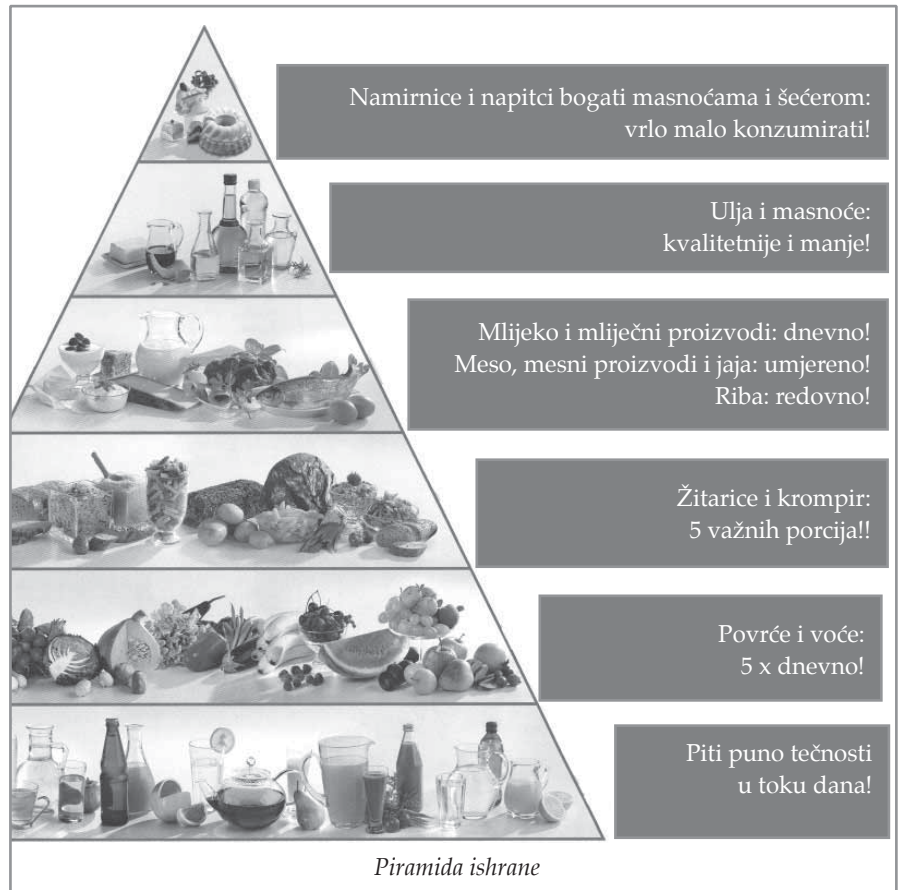 Namirnice i napitci bogati masnoćama i šećerom:
vrlo malo konzumirati!
Ulja i masnoće:
kvalitetnije i manje!
Mlijeko i mliječni proizvodi: dnevno!
Meso, mesni proizvodi i jaja: umjereno!
Riba: redovno!
Žitarice i krompir:
5 važnih porcija!!
Povrće i voće:
5 x dnevno!
Piti puno tečnosti
u toku dana!
Piramida ishrane